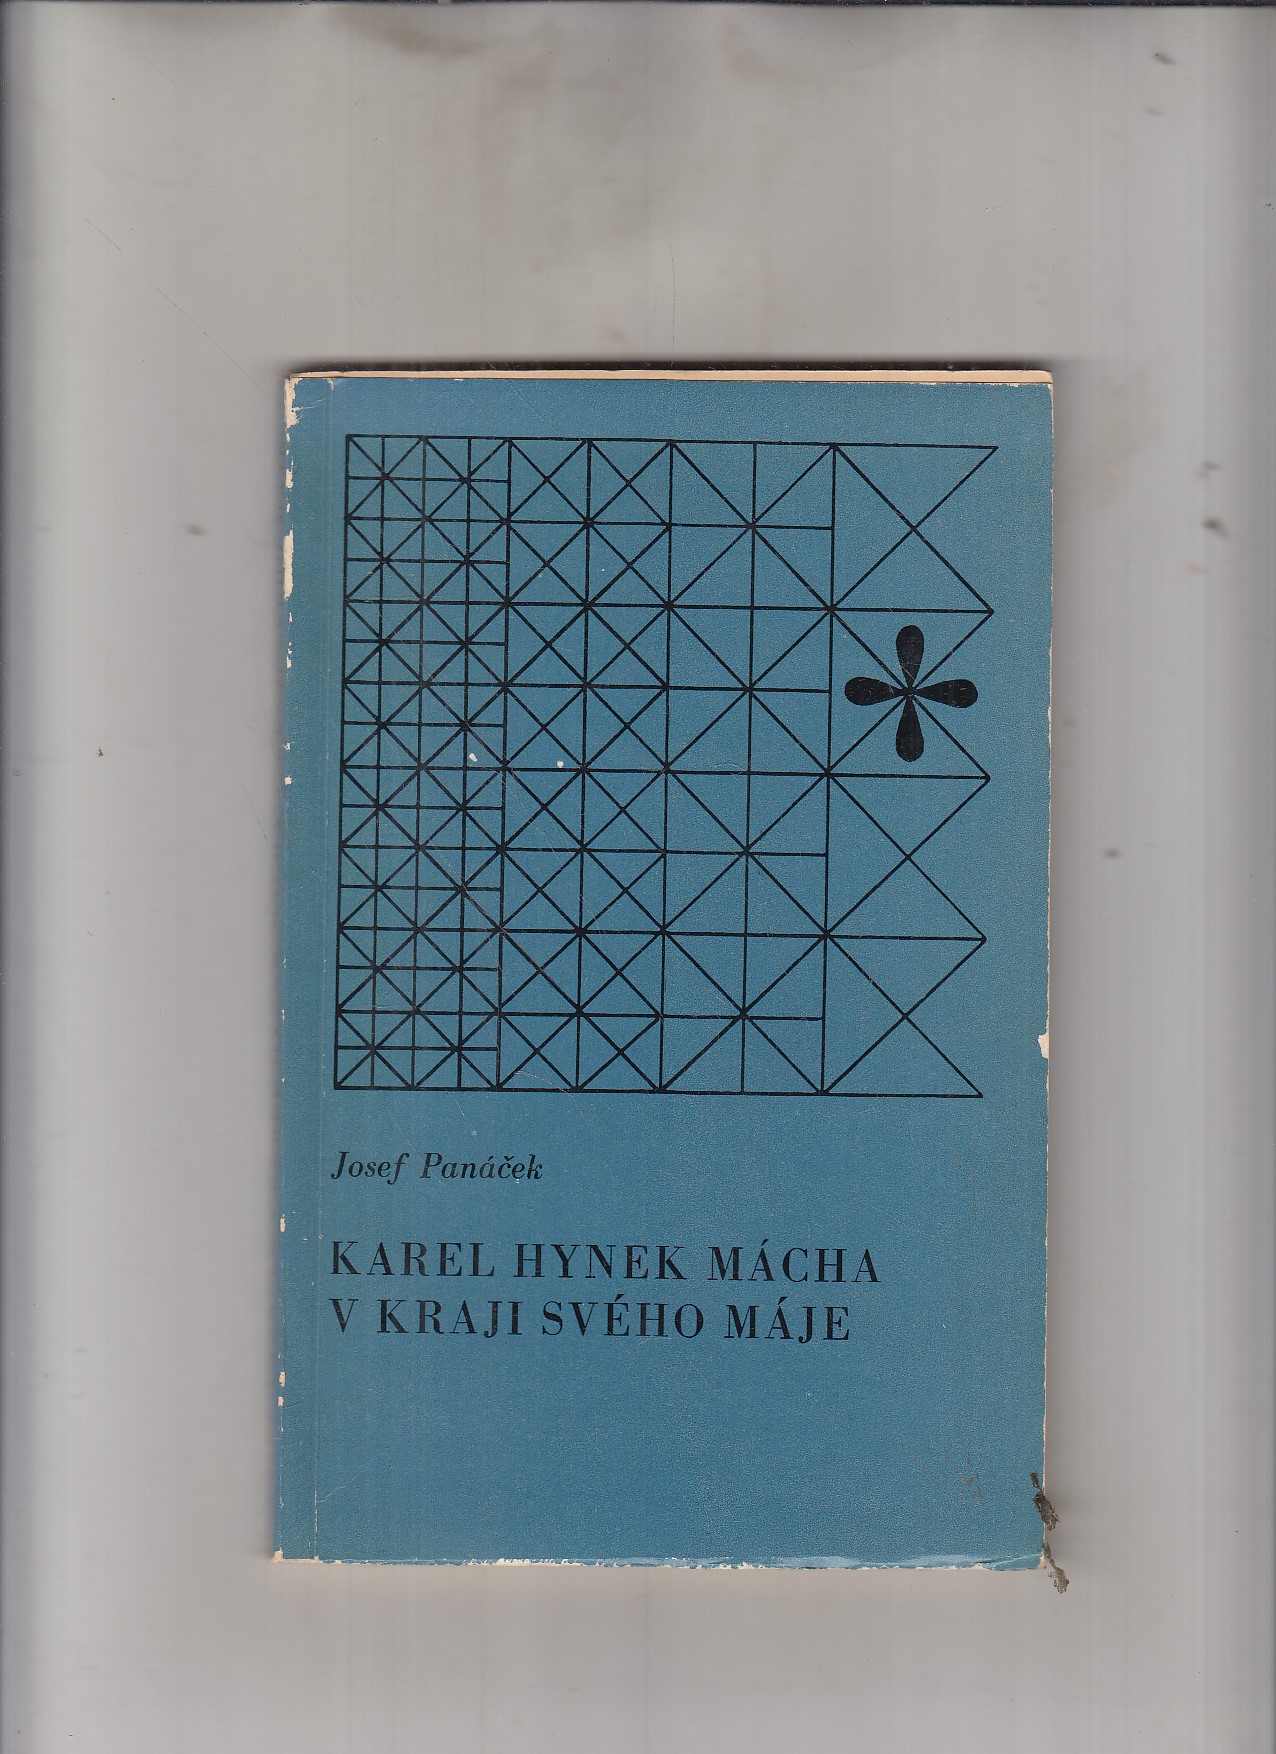 Josef Panáček
KAREL HYNEK MÁCHA
V KRAJI SVÉHO MÁJE